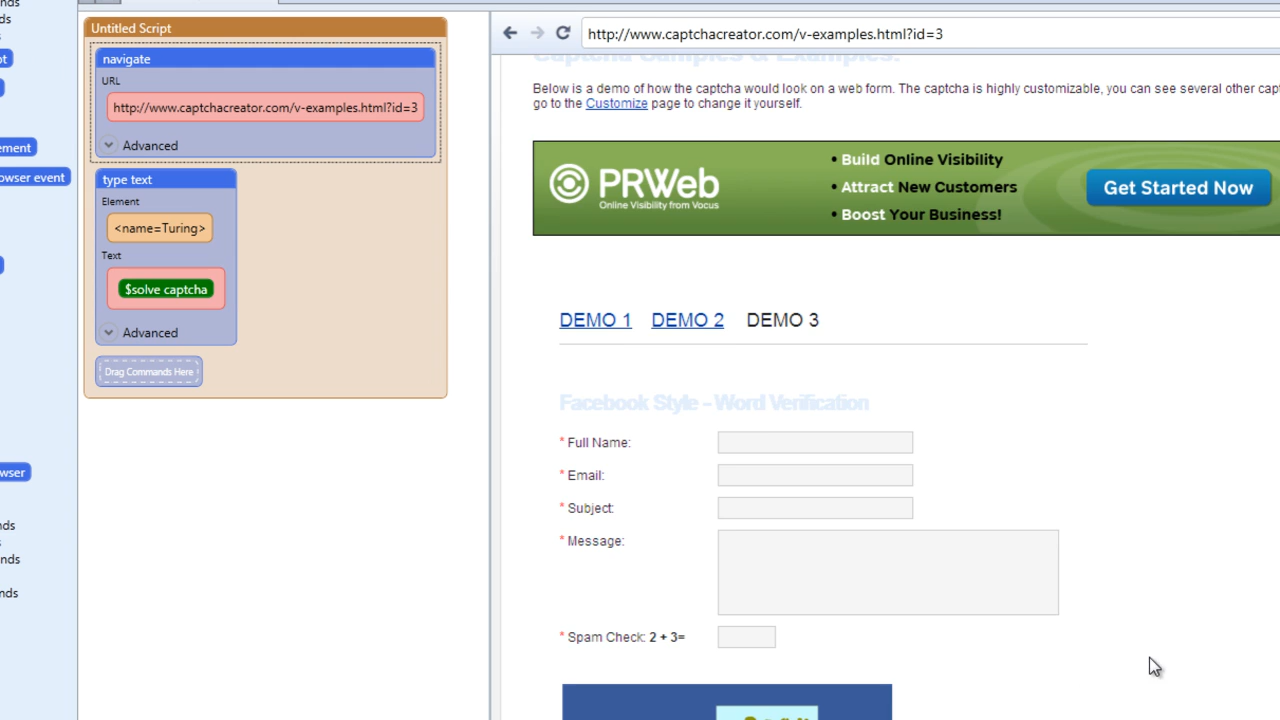 nds
ds
s
pt
ement
owser event
wser
nds
s
nds
nds
Untitled Script
navigate
URL
http://www.captchacreator.com/v-examples.html?id=3
Advanced
type text
Element
<name=Turing>
Text
$solve captcha
Advanced
Drag Commands Here
http://www.captchacreator.com/v-examples.html?id=3
Captcha Samples & Examples:
Below is a demo of how the captcha would look on a web form. The captcha is highly customizable, you can see several other capt
go to the Customize page to change it yourself.
PRWeb
Online Visibility from Vocus
• Build Online Visibility
• Attract New Customers
• Boost Your Business!
Get Started Now
DEMO 1 DEMO 2 DEMO 3
Facebook Style - Word Verification
* Full Name:
* Email:
* Subject:
* Message:
* Spam Check: 2 + 3=